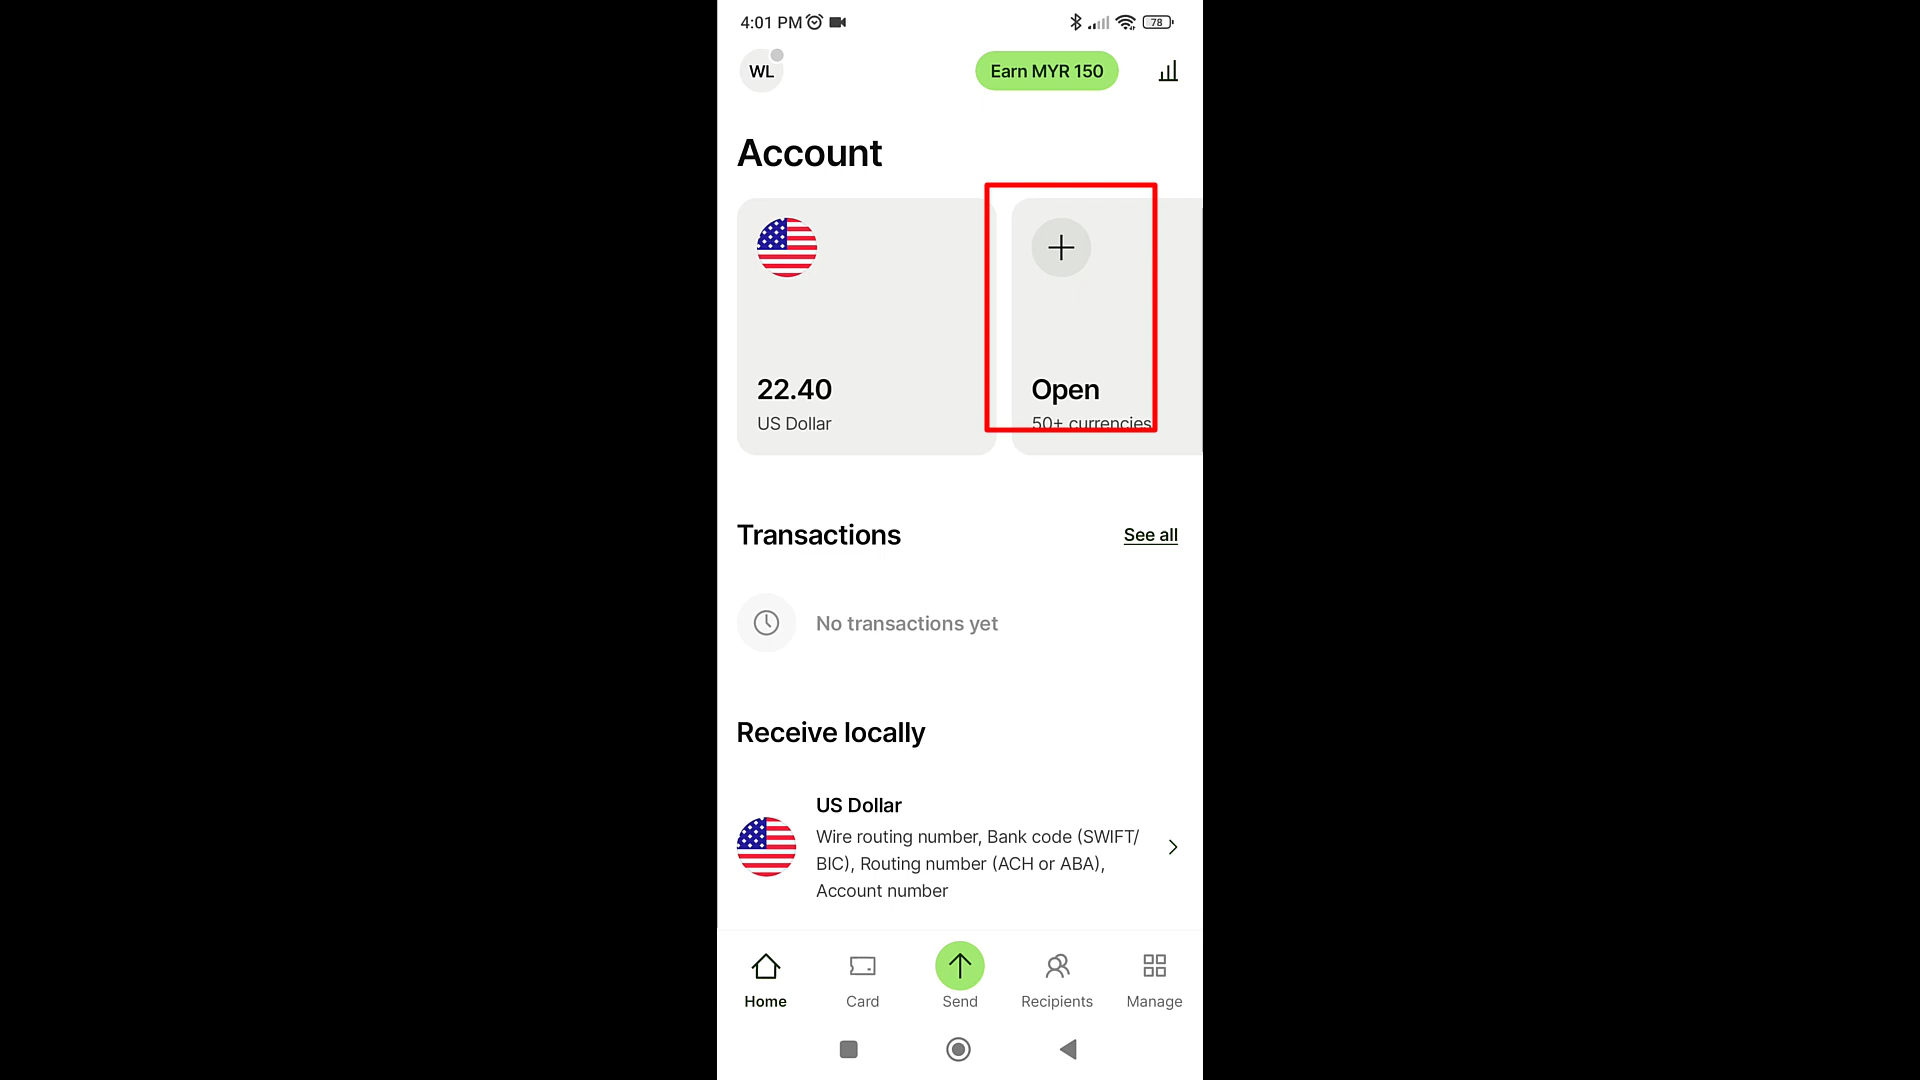 4:01 PM
78
WL
Earn MYR 150
Account
22.40
US Dollar
Open
50+ currencies
Transactions
See all
No transactions yet
Receive locally
US Dollar
Wire routing number, Bank code (SWIFT/
BIC), Routing number (ACH or ABA),
Account number
Home
Card
Send
Recipients
Manage